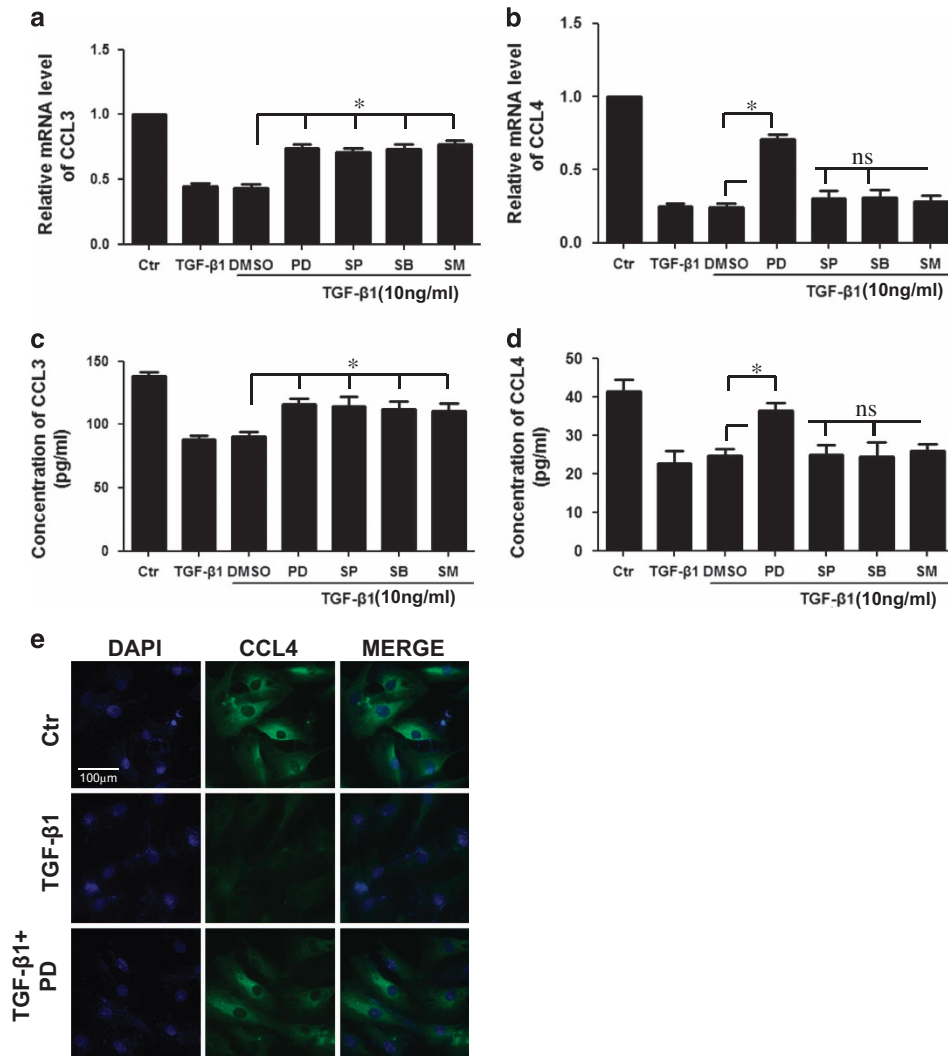 a
Relative mRNA level
of CCL3
1.5
1.0
0.5
0.0
*
Ctr TGF-β1 DMSO PD SP SB SM
TGF-β1(10ng/ml)
b
Relative mRNA level
of CCL4
1.5
1.0
0.5
0.0
*
ns
Ctr TGF-β1 DMSO PD SP SB SM
TGF-β1(10ng/ml)
c
Concentration of CCL3
(pg/ml)
150
100
50
0
*
Ctr TGF-β1 DMSO PD SP SB SM
TGF-β1(10ng/ml)
d
Concentration of CCL4
(pg/ml)
50
40
30
20
10
0
*
ns
Ctr TGF-β1 DMSO PD SP SB SM
TGF-β1(10ng/ml)
e
DAPI CCL4 MERGE
Ctr
100μm
TGF-β1
TGF-β1+
PD